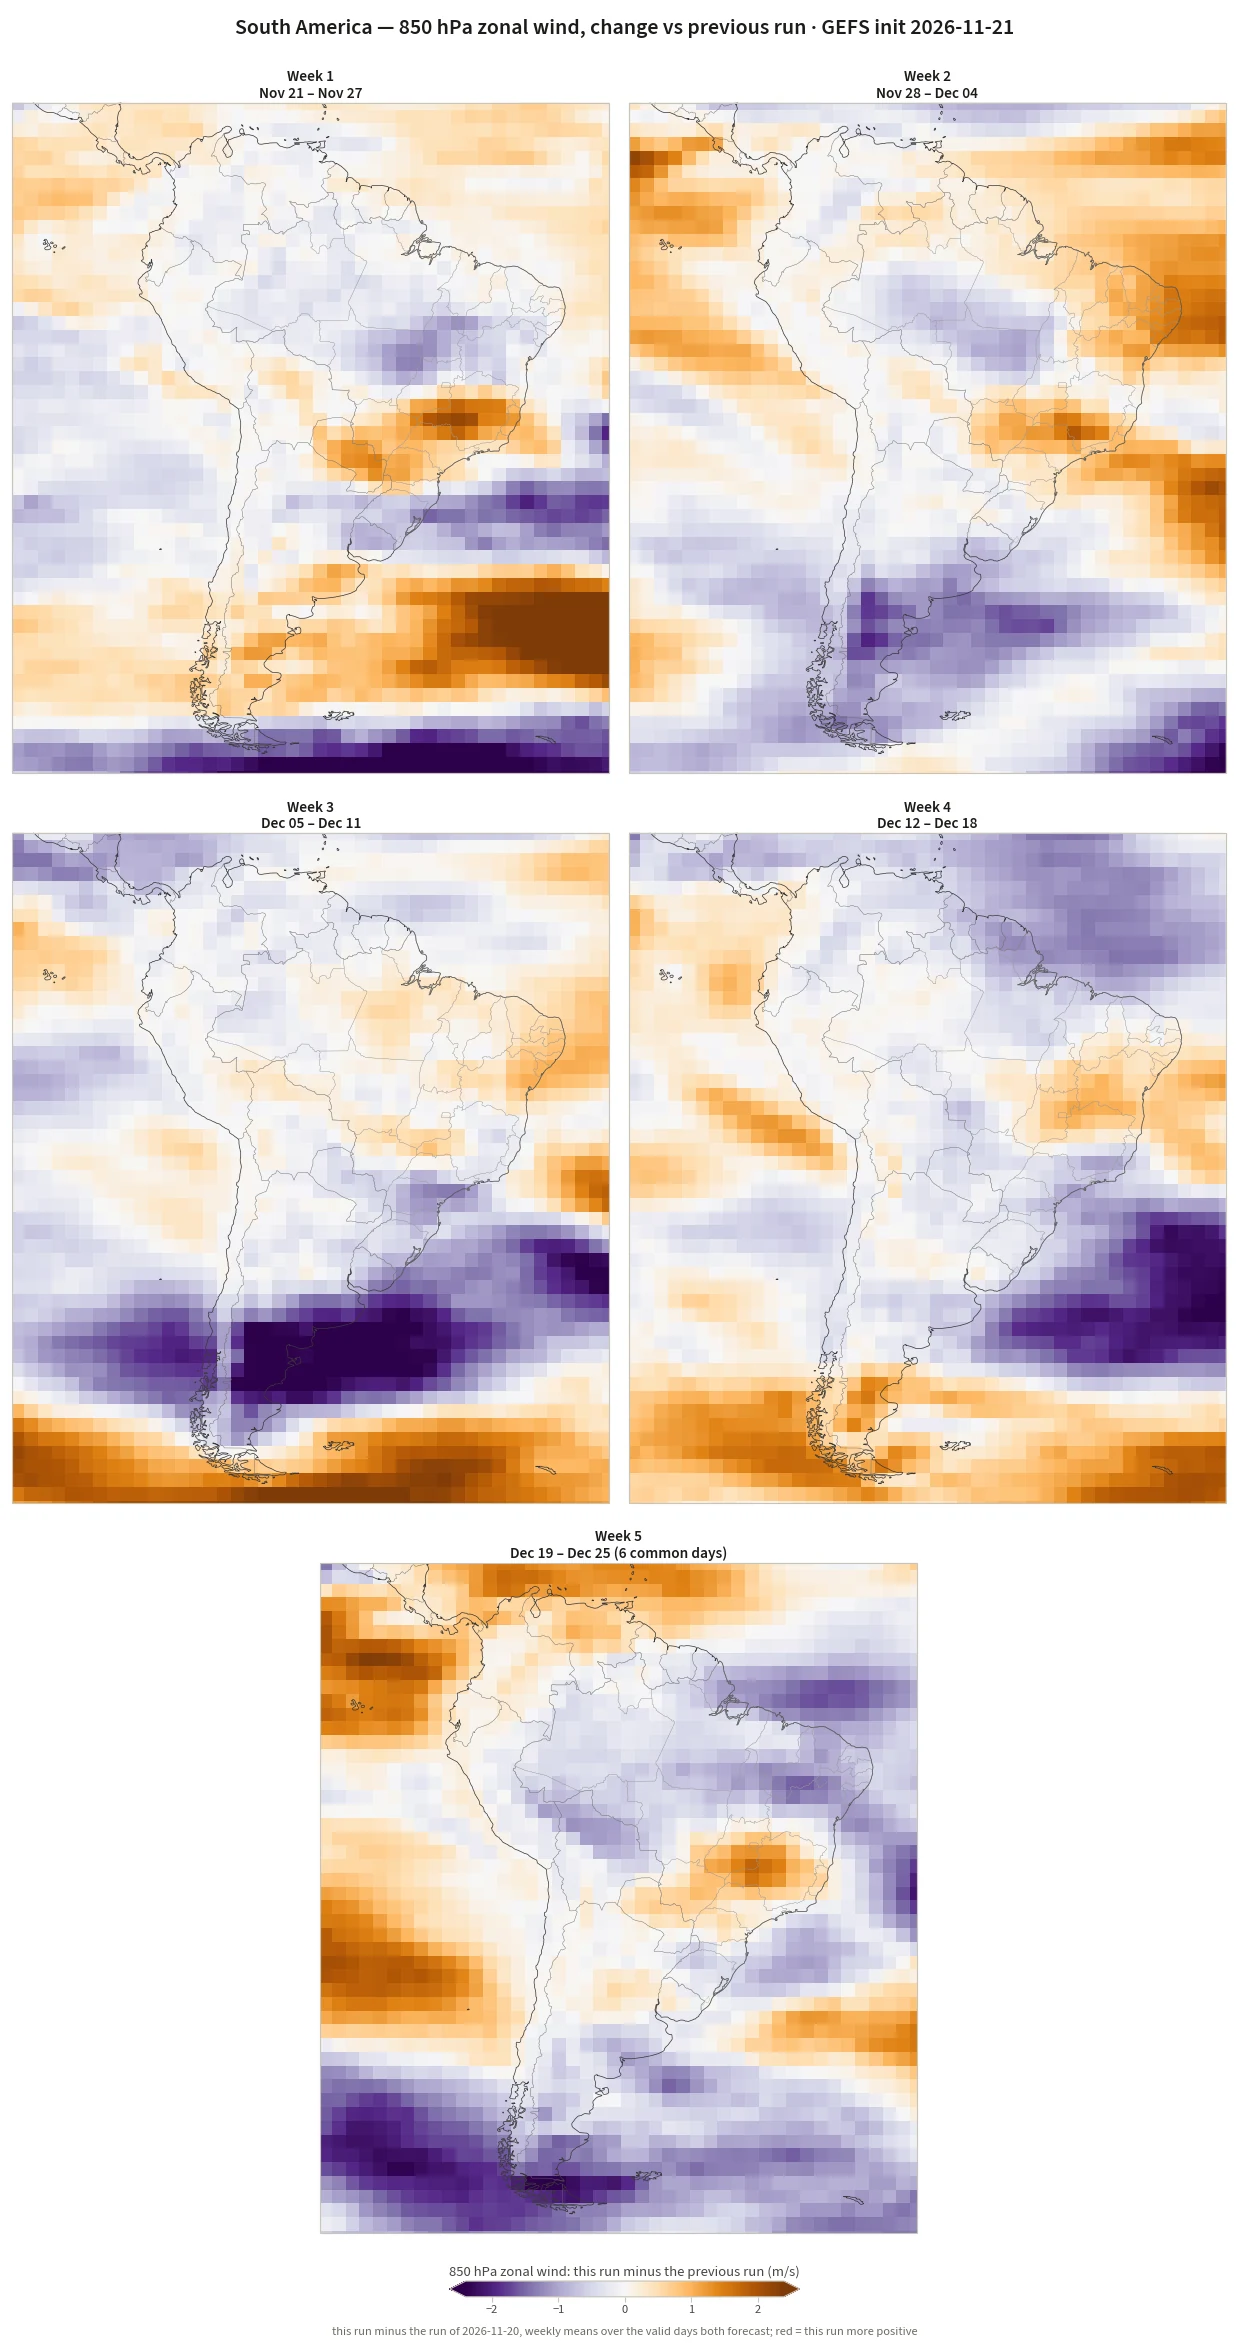 South America — 850 hPa zonal wind, change vs previous run · GEFS init 2026-11-21
Week 1
Nov 21 – Nov 27
Week 2
Nov 28 – Dec 04
Week 3
Dec 05 – Dec 11
Week 4
Dec 12 – Dec 18
Week 5
Dec 19 – Dec 25 (6 common days)
850 hPa zonal wind: this run minus the previous run (m/s)
−2 −1 0 1 2
this run minus the run of 2026-11-20, weekly means over the valid days both forecast; red = this run more positive